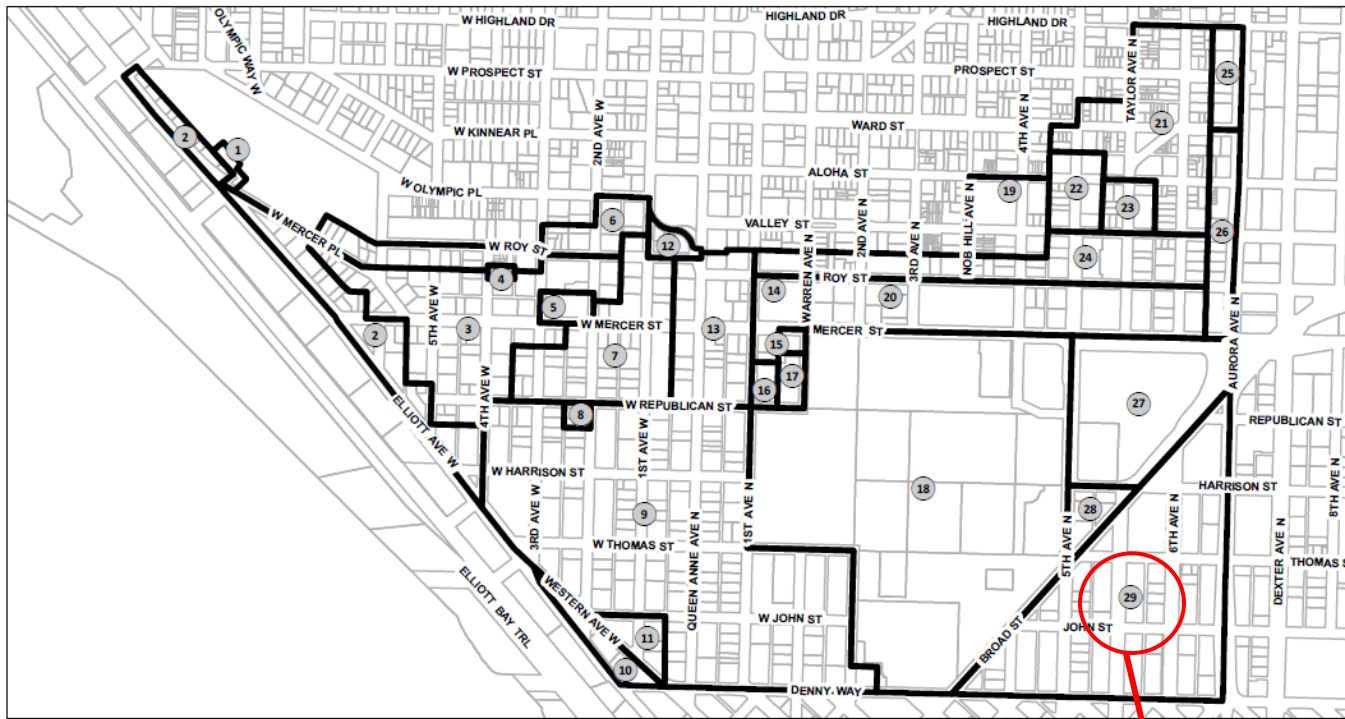 W HIGHLAND DR
HIGHLAND DR
HIGHLAND DR
OLYMPIC WAY W
W PROSPECT ST
PROSPECT ST
TAYLOR AVE N
25
2
1
W KINNEAR PL
2ND AVE W
WARD ST
4TH AVE N
21
ALOHA ST
W OLYMPIC PL
19
22
23
W MERCER PL
6
VALLEY ST
WARREN AVE N
2ND AVE N
3RD AVE N
NOB HILL AVE N
26
W ROY ST
12
24
4
14
ROY ST
20
5
W MERCER ST
13
MERCER ST
AURORA AVE N
2
5TH AVE W
3
7
15
16
17
4TH AVE W
ELLIOTT AVE W
8
W REPUBLICAN ST
27
REPUBLICAN ST
1ST AVE W
W HARRISON ST
18
HARRISON ST
8TH AVE N
3RD AVE W
9
QUEEN ANNE AVE N
1ST AVE N
28
5TH AVE N
6TH AVE N
W THOMAS ST
DEXTER AVE N
THOMAS S
ELLIOTT BAY TRL
WESTERN AVE W
29
W JOHN ST
BROAD ST
JOHN ST
11
10
DENNY WAY